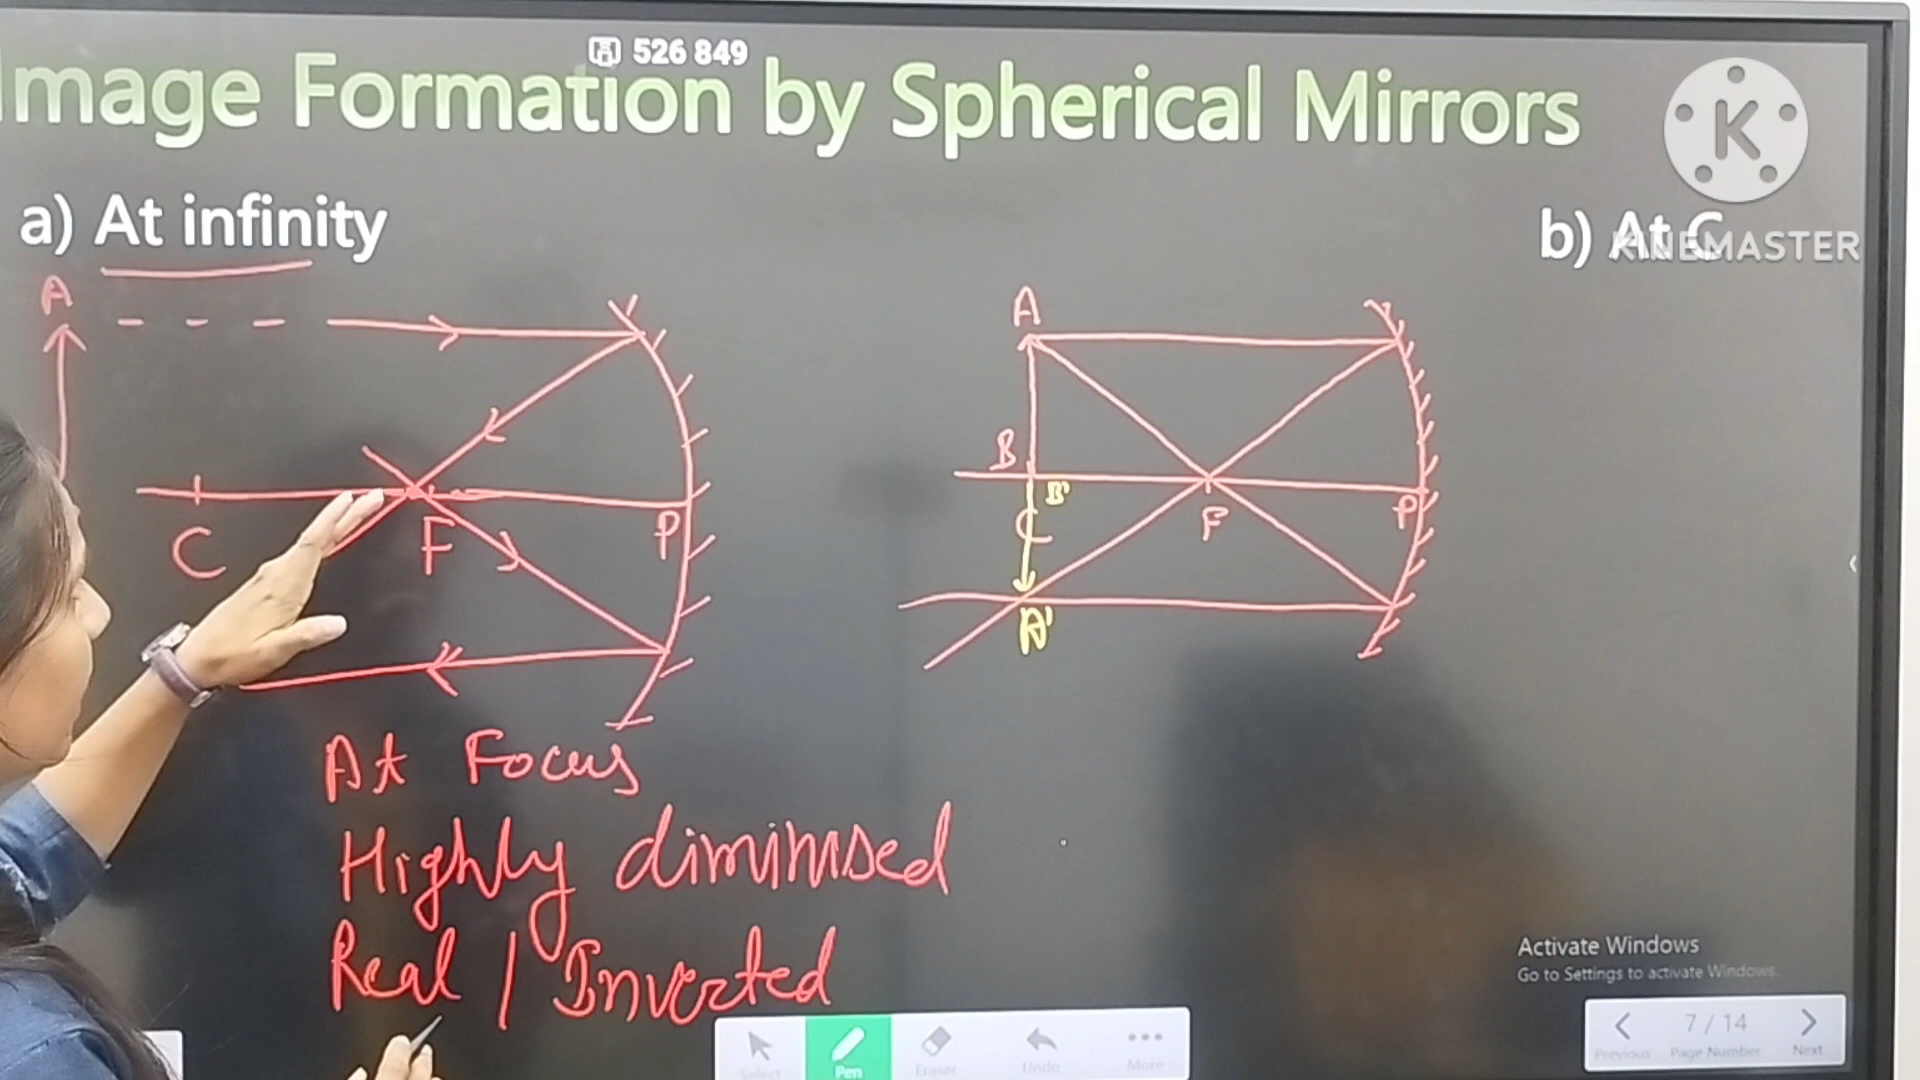 526 849
Image Formation by Spherical Mirrors
K
KINEMASTER
a) At infinity
b) At C
A
C
F
P
A
B
B'
C
F
P
A'
At Focus
Highly diminised
Real / Inverted
Activate Windows
Go to Settings to activate Windows.
Select
Pen
Eraser
Undo
More
7 / 14
Previous Page Number Next